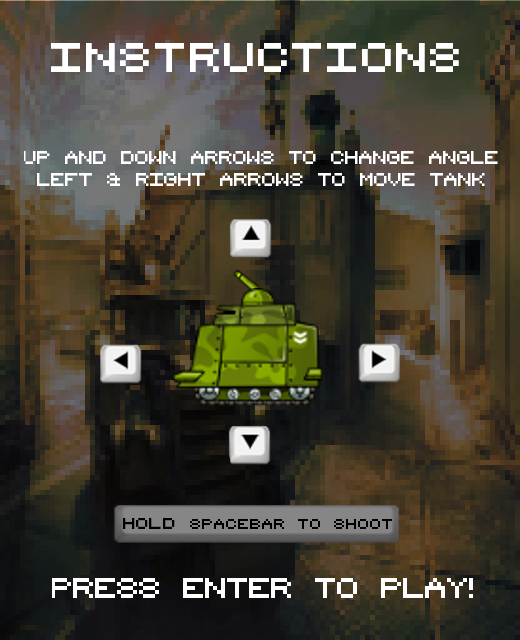 INSTRUCTIONS
UP AND DOWN ARROWS TO CHANGE ANGLE
LEFT & RIGHT ARROWS TO MOVE TANK
HOLD SPACEBAR TO SHOOT
PRESS ENTER TO PLAY!